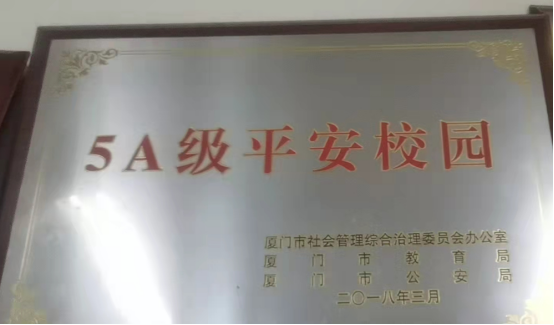 5A级平安校园
厦门市社会管理综合治理委员会办公室
厦门市教育局
厦门市公安局
二〇一八年三月